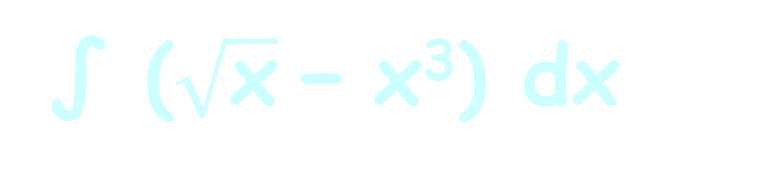 ∫ (√x − x³) dx